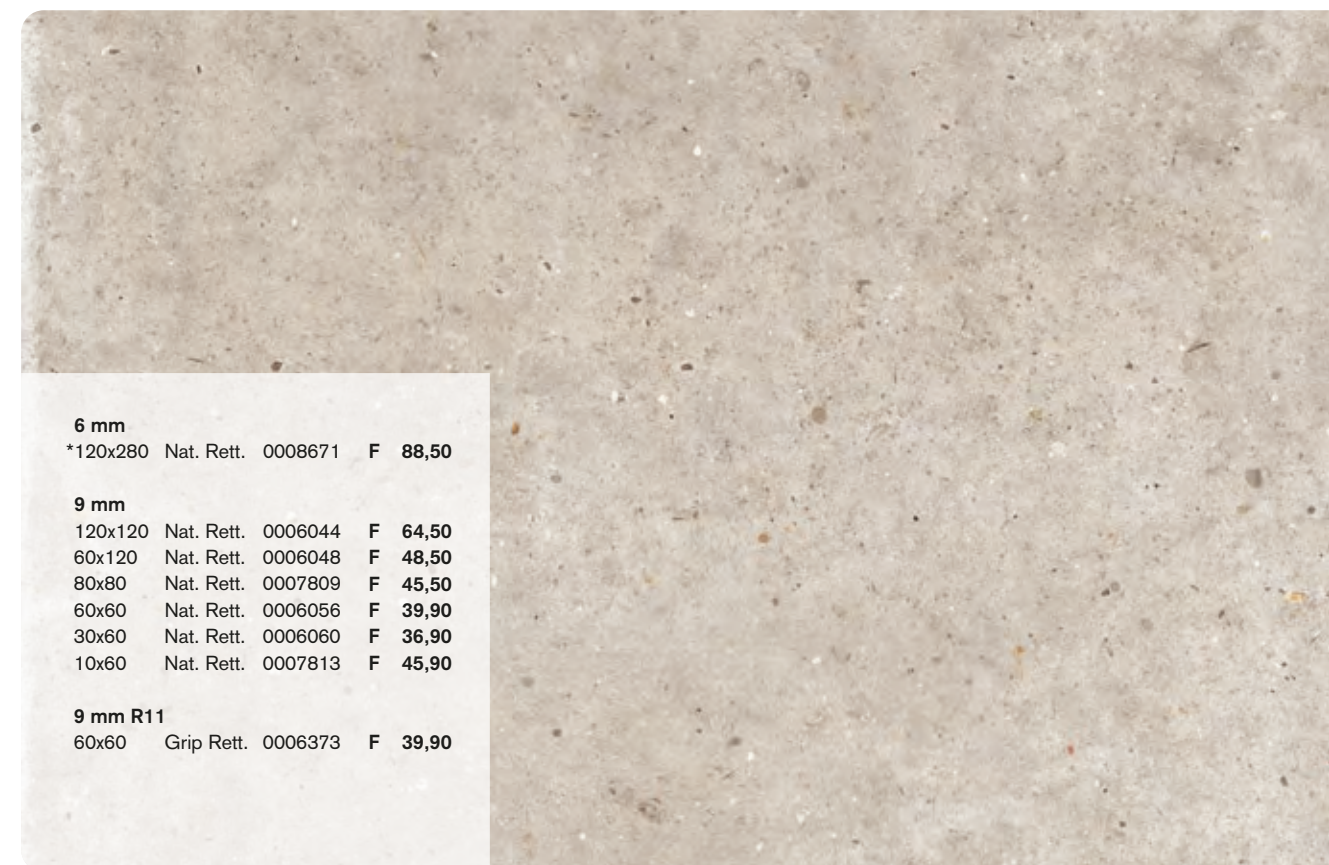 6 mm
*120x280 Nat. Rett. 0008671 F 88,50
9 mm
120x120 Nat. Rett. 0006044 F 64,50
60x120 Nat. Rett. 0006048 F 48,50
80x80 Nat. Rett. 0007809 F 45,50
60x60 Nat. Rett. 0006056 F 39,90
30x60 Nat. Rett. 0006060 F 36,90
10x60 Nat. Rett. 0007813 F 45,90
9 mm R11
60x60 Grip Rett. 0006373 F 39,90